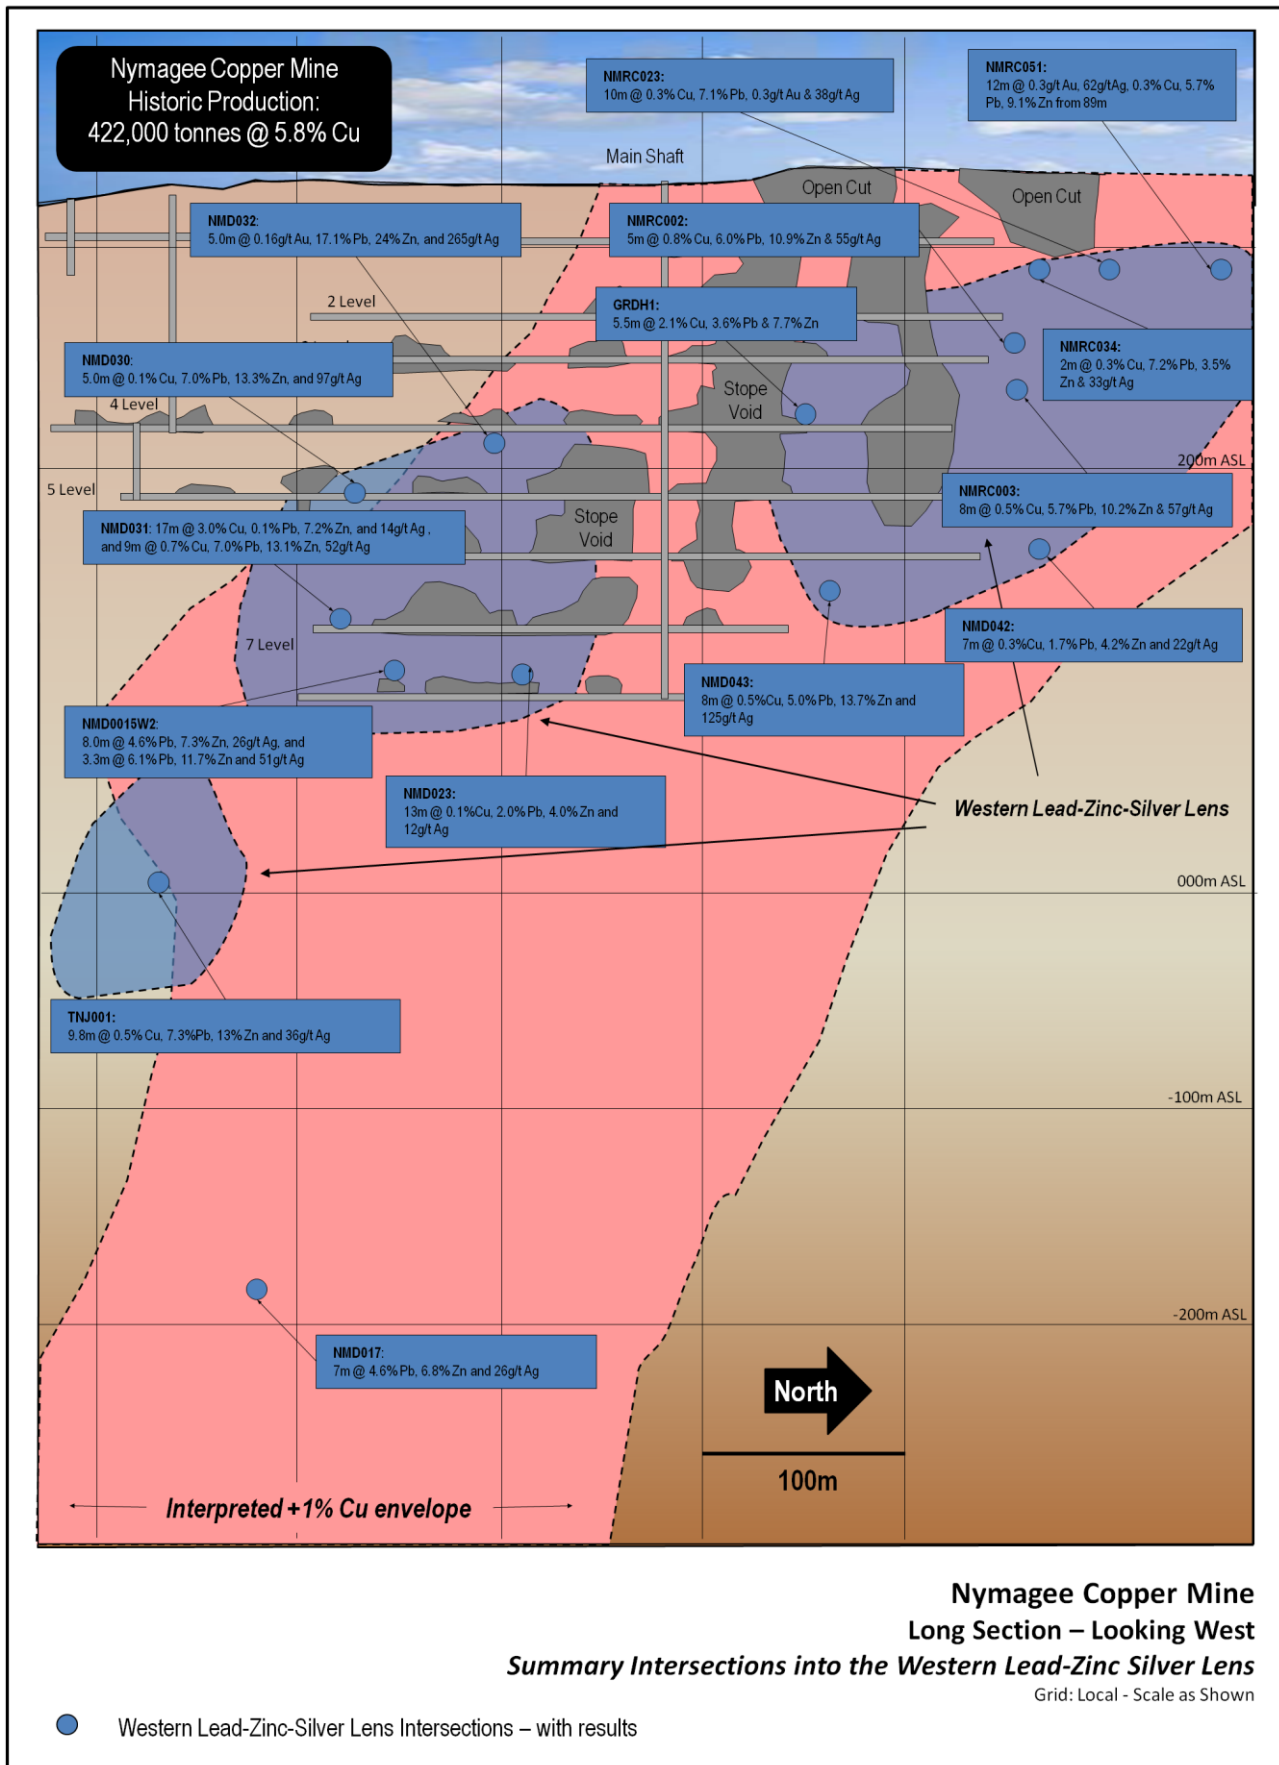 Nymagee Copper Mine
Historic Production:
422,000 tonnes @ 5.8% Cu
NMRC023:
10m @ 0.3% Cu, 7.1% Pb, 0.3g/t Au & 38g/t Ag
NMRC051:
12m @ 0.3g/t Au, 62g/tAg, 0.3% Cu, 5.7%
Pb, 9.1% Zn from 89m
Main Shaft
Open Cut
Open Cut
NMD032:
5.0m @ 0.16g/t Au, 17.1% Pb, 24% Zn, and 265g/t Ag
NMRC002:
5m @ 0.8% Cu, 6.0% Pb, 10.9% Zn & 55g/t Ag
2 Level
GRDH1:
5.5m @ 2.1% Cu, 3.6% Pb & 7.7% Zn
NMD030:
5.0m @ 0.1% Cu, 7.0% Pb, 13.3% Zn, and 97g/t Ag
NMRC034:
2m @ 0.3% Cu, 7.2% Pb, 3.5%
Zn & 33g/t Ag
4 Level
Stope
Void
200m ASL
5 Level
NMRC003:
8m @ 0.5% Cu, 5.7% Pb, 10.2% Zn & 57g/t Ag
NMD031: 17m @ 3.0% Cu, 0.1% Pb, 7.2% Zn, and 14g/t Ag ,
and 9m @ 0.7% Cu, 7.0% Pb, 13.1% Zn, 52g/t Ag
Stope
Void
7 Level
NMD042:
7m @ 0.3%Cu, 1.7% Pb, 4.2% Zn and 22g/t Ag
NMD043:
8m @ 0.5%Cu, 5.0% Pb, 13.7% Zn and
125g/t Ag
NMD0015W2:
8.0m @ 4.6% Pb, 7.3% Zn, 26g/t Ag, and
3.3m @ 6.1% Pb, 11.7% Zn and 51g/t Ag
NMD023:
13m @ 0.1%Cu, 2.0% Pb, 4.0% Zn and
12g/t Ag
Western Lead-Zinc-Silver Lens
000m ASL
TNJ001:
9.8m @ 0.5% Cu, 7.3%Pb, 13% Zn and 36g/t Ag
-100m ASL
-200m ASL
NMD017:
7m @ 4.6% Pb, 6.8% Zn and 26g/t Ag
North
100m
Interpreted +1% Cu envelope
Nymagee Copper Mine
Long Section – Looking West
Summary Intersections into the Western Lead-Zinc Silver Lens
Grid: Local - Scale as Shown
Western Lead-Zinc-Silver Lens Intersections – with results